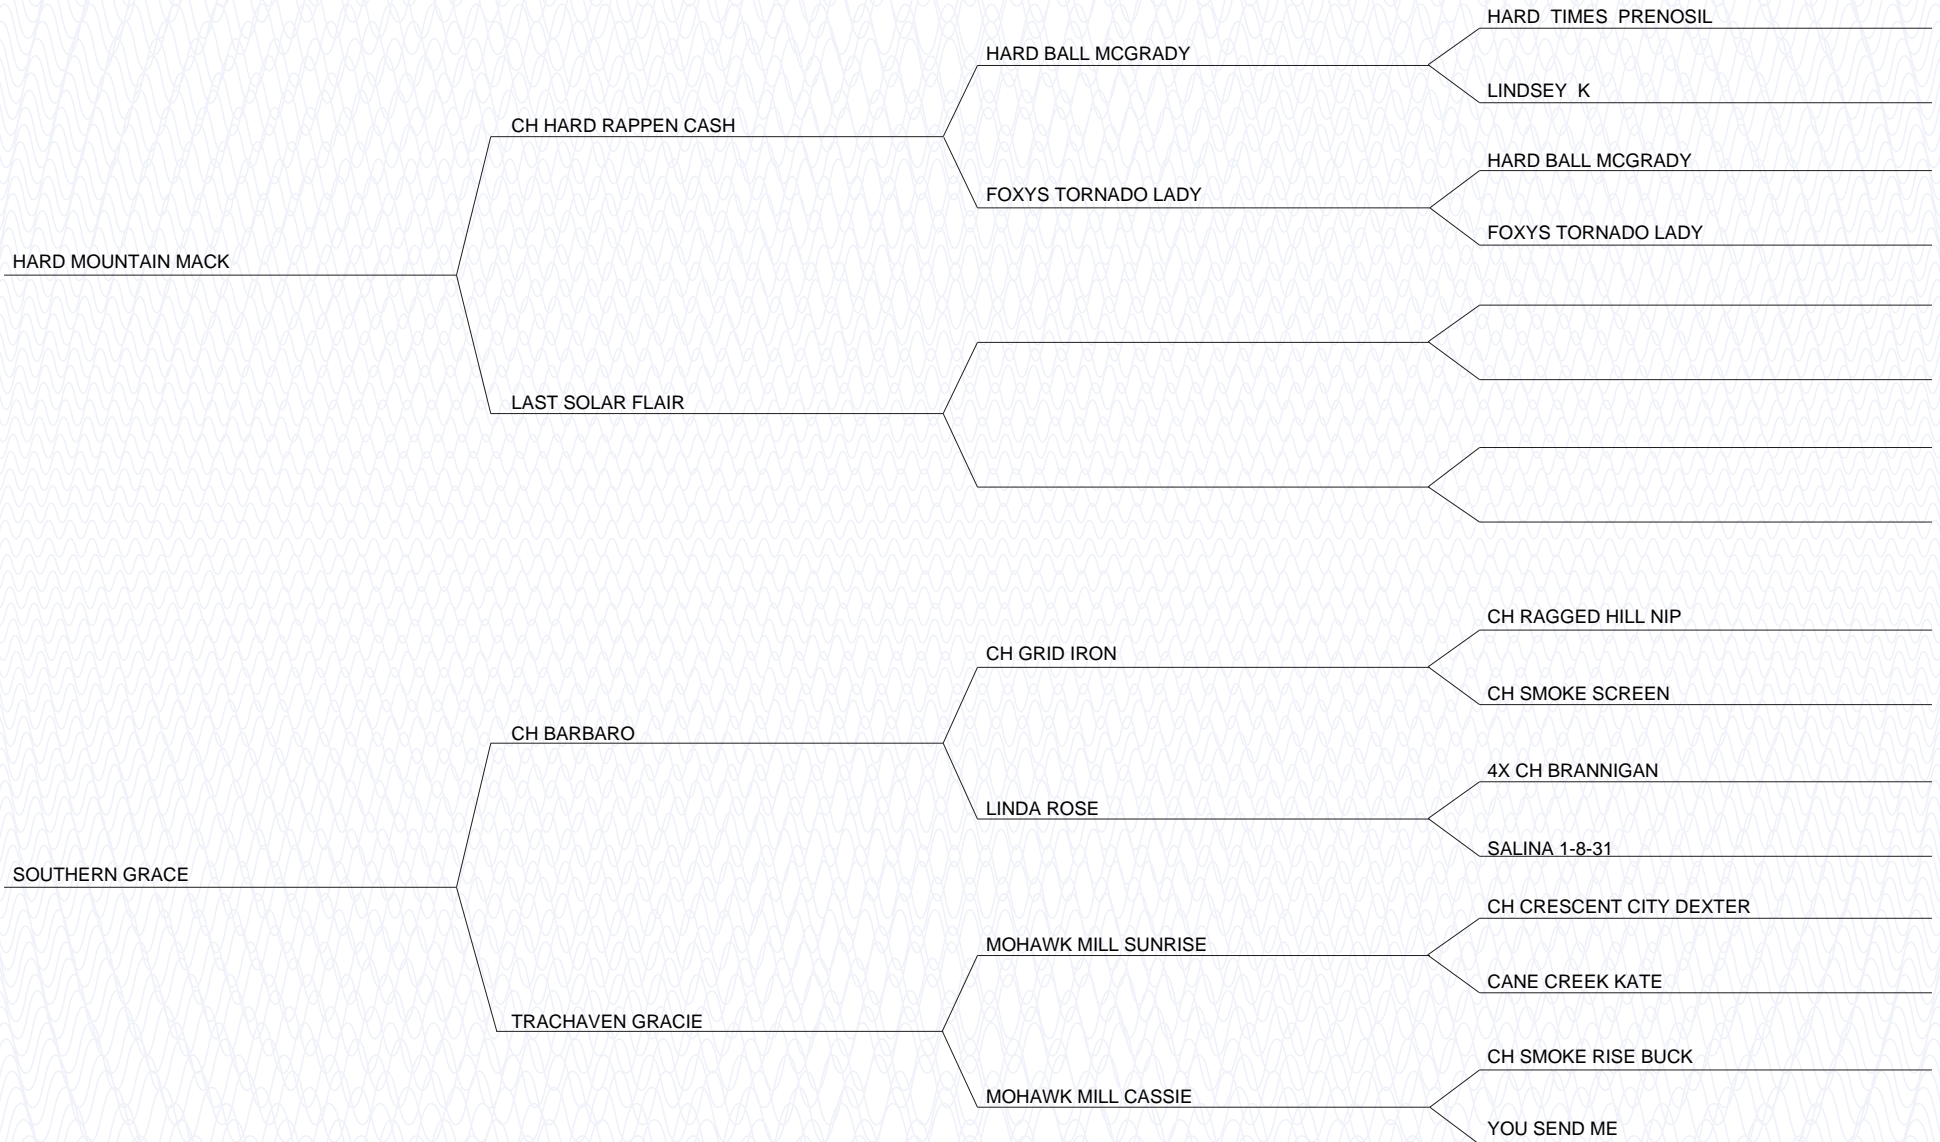 HARD TIMES PRENOSIL
HARD BALL MCGRADY
LINDSEY K
CH HARD RAPPEN CASH
HARD BALL MCGRADY
FOXYS TORNADO LADY
FOXYS TORNADO LADY
HARD MOUNTAIN MACK
LAST SOLAR FLAIR
CH RAGGED HILL NIP
CH GRID IRON
CH SMOKE SCREEN
CH BARBARO
4X CH BRANNIGAN
LINDA ROSE
SALINA 1-8-31
SOUTHERN GRACE
CH CRESCENT CITY DEXTER
MOHAWK MILL SUNRISE
CANE CREEK KATE
TRACHAVEN GRACIE
CH SMOKE RISE BUCK
MOHAWK MILL CASSIE
YOU SEND ME